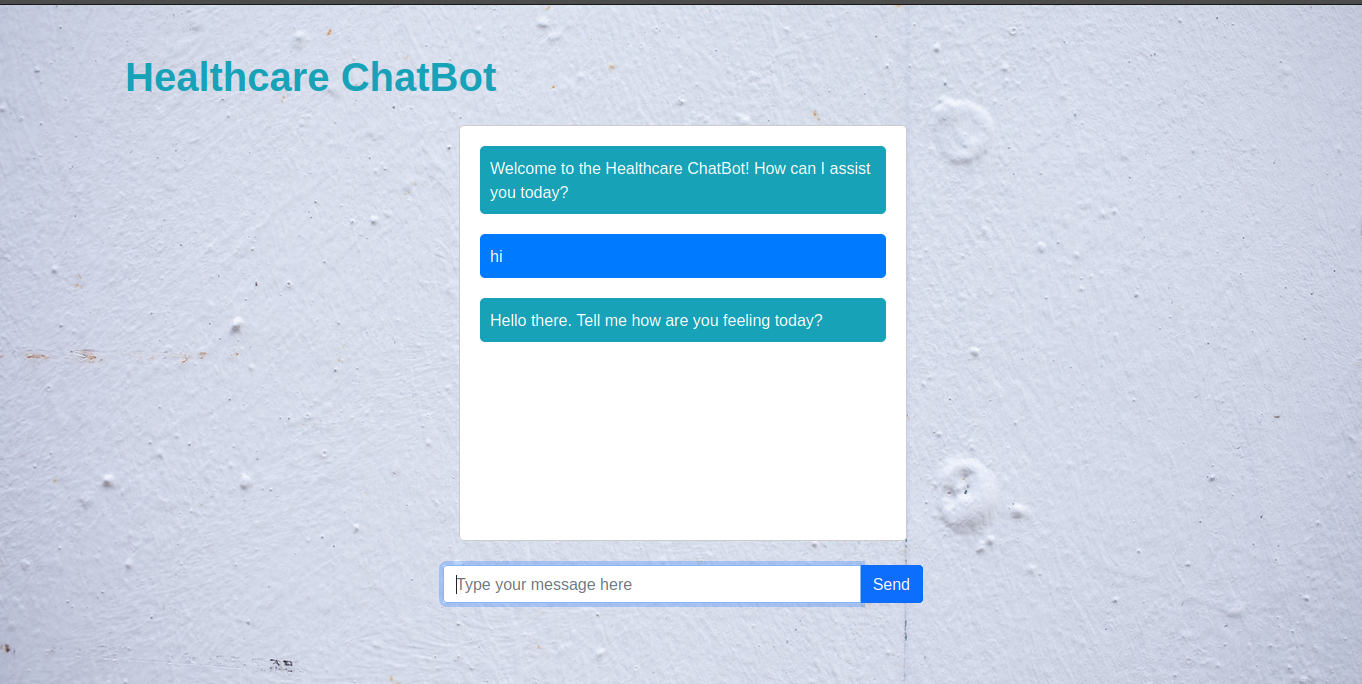 Healthcare ChatBot
Welcome to the Healthcare ChatBot! How can I assist
you today?
hi
Hello there. Tell me how are you feeling today?
Type your message here
Send